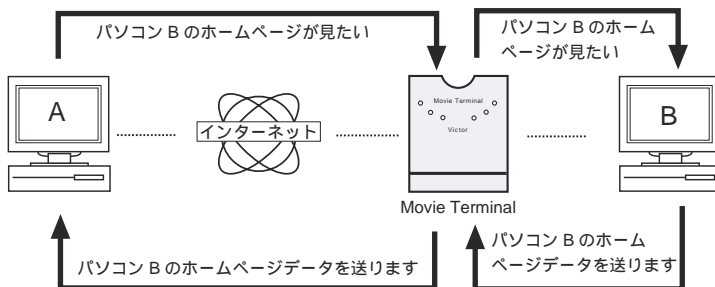 パソコン B のホームページが見たい
パソコン B のホーム
ページが見たい
A
インターネット
Movie Terminal
Victor
B
Movie Terminal
パソコン B のホームページデータを送ります
パソコン B のホーム
ページデータを送ります